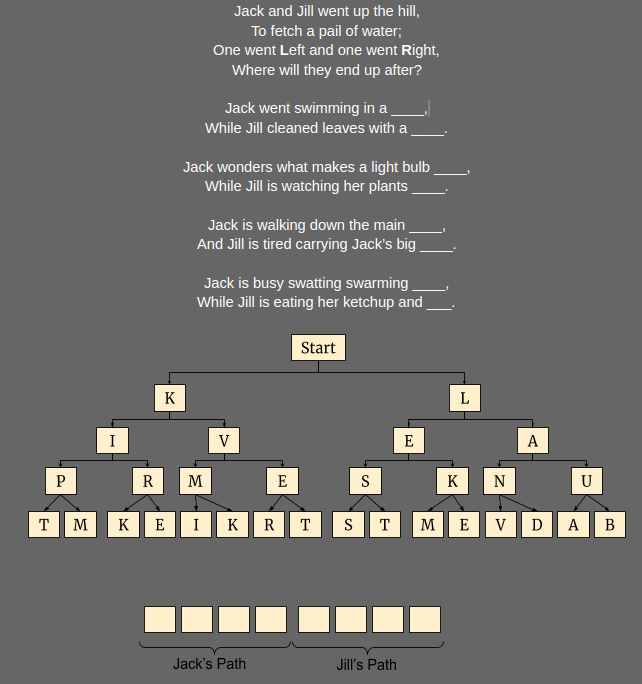 Jack and Jill went up the hill,
To fetch a pail of water;
One went Left and one went Right,
Where will they end up after?
Jack went swimming in a ____,
While Jill cleaned leaves with a ____.
Jack wonders what makes a light bulb ____,
While Jill is watching her plants ____.
Jack is walking down the main ____,
And Jill is tired carrying Jack's big ____.
Jack is busy swatting swarming ____,
While Jill is eating her ketchup and ___.
Start
K L
I V E A
P R M E S K N U
T M K E I K R T S T M E V D A B
Jack's Path Jill's Path